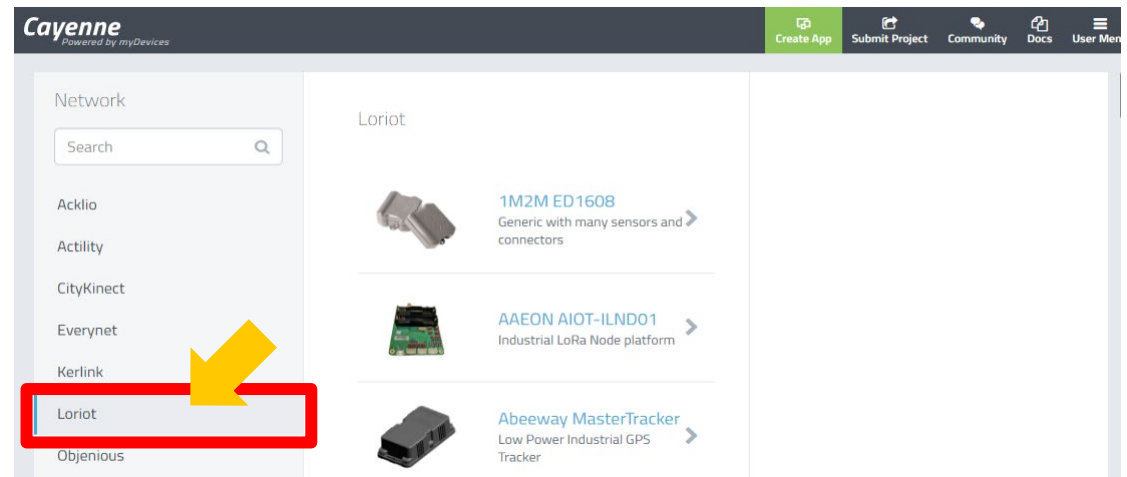 Cayenne
Powered by myDevices
Create App
Submit Project
Community
Docs
User Men
Network
Search
Acklio
Actility
CityKinect
Everynet
Kerlink
Loriot
Objenious
Loriot
1M2M ED1608
Generic with many sensors and
connectors
AAEON AIOT-ILND01
Industrial LoRa Node platform
Abeeway MasterTracker
Low Power Industrial GPS
Tracker